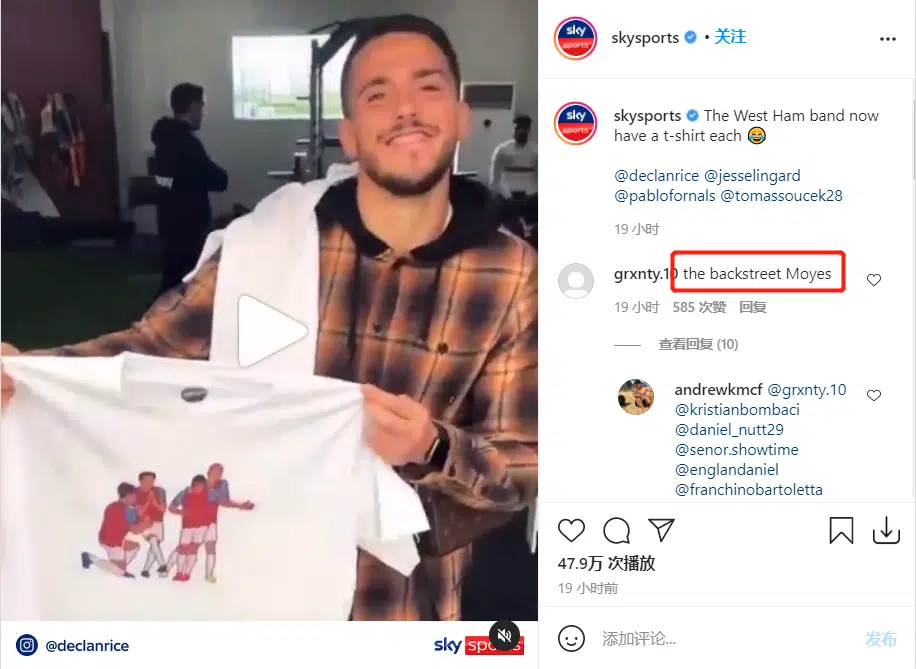 sky
sports
skysports • 关注
sky
sports
skysports The West Ham band now
have a t-shirt each 😂
@declanrice @jesselingard
@pablofornals @tomassoucek28
19 小时
grxnty.10 the backstreet Moyes
19 小时 585 次赞 回复
查看回复 (10)
andrewkmcf @grxnty.10
@kristianbombaci
@daniel_nutt29
@senor.showtime
@englandaniel
@franchinobartoletta
47.9万 次播放
19 小时前
添加评论... 发布
@declanrice
sky sports